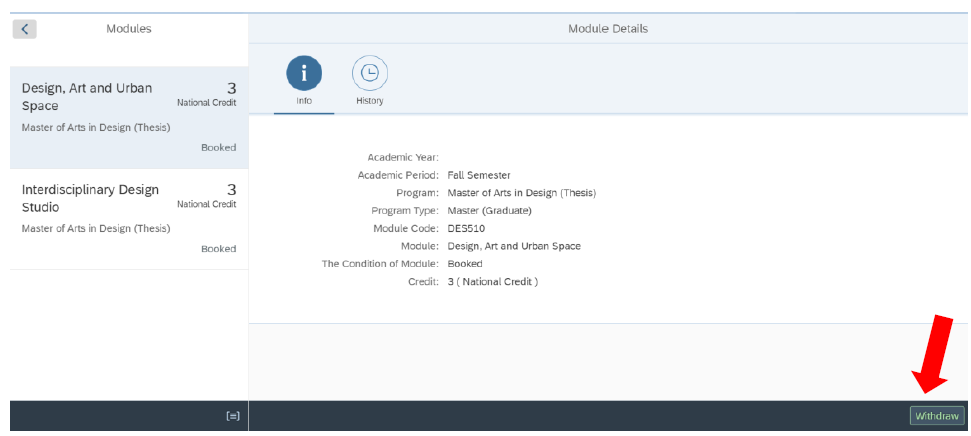 Modules
Design, Art and Urban Space
3
National Credit
Master of Arts in Design (Thesis)
Booked
Interdisciplinary Design Studio
3
National Credit
Master of Arts in Design (Thesis)
Booked
[=]
Module Details
i
Info
History
Academic Year:
Academic Period: Fall Semester
Program: Master of Arts in Design (Thesis)
Program Type: Master (Graduate)
Module Code: DES510
Module: Design, Art and Urban Space
The Condition of Module: Booked
Credit: 3 ( National Credit )
Withdraw